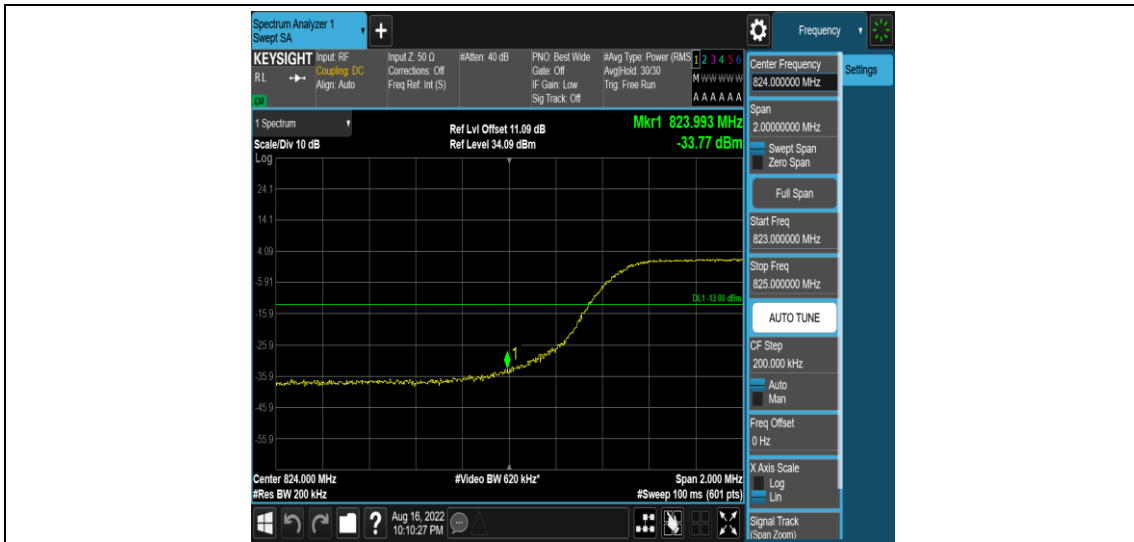 Spectrum Analyzer 1
Swept SA
Frequency
KEYSIGHT
RL
LXI
Input: RF
Coupling: DC
Align: Auto
Input Z: 50 Ω
Corrections: Off
Freq Ref: Int (S)
#Atten: 40 dB
PNO: Best Wide
Gate: Off
IF Gain: Low
Sig Track: Off
#Avg Type: Power (RMS
Avg|Hold: 30/30
Trig: Free Run
1 2 3 4 5 6
M W W W W W
A A A A A A
1 Spectrum
Scale/Div 10 dB
Ref Lvl Offset 11.09 dB
Ref Level 34.09 dBm
Mkr1 823.993 MHz
-33.77 dBm
Log
24.1
14.1
4.09
-5.91
DL1 -13.00 dBm
-15.9
-25.9
1
-35.9
-45.9
-55.9
Center 824.000 MHz
#Res BW 200 kHz
#Video BW 620 kHz*
Span 2.000 MHz
#Sweep 100 ms (601 pts)
Center Frequency
824.000000 MHz
Settings
Span
2.00000000 MHz
Swept Span
Zero Span
Full Span
Start Freq
823.000000 MHz
Stop Freq
825.000000 MHz
AUTO TUNE
CF Step
200.000 kHz
Auto
Man
Freq Offset
0 Hz
X Axis Scale
Log
Lin
Signal Track
(Span Zoom)
?
Aug 16, 2022
10:10:27 PM